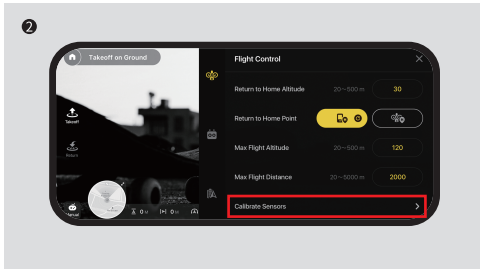 2
Takeoff on Ground
Flight Control
Return to Home Altitude 20~500 m 30
Return to Home Point
Takeoff
Return
Max Flight Altitude 20~500 m 120
Max Flight Distance 20~5000 m 2000
Manual
0 M 0 M
Calibrate Sensors